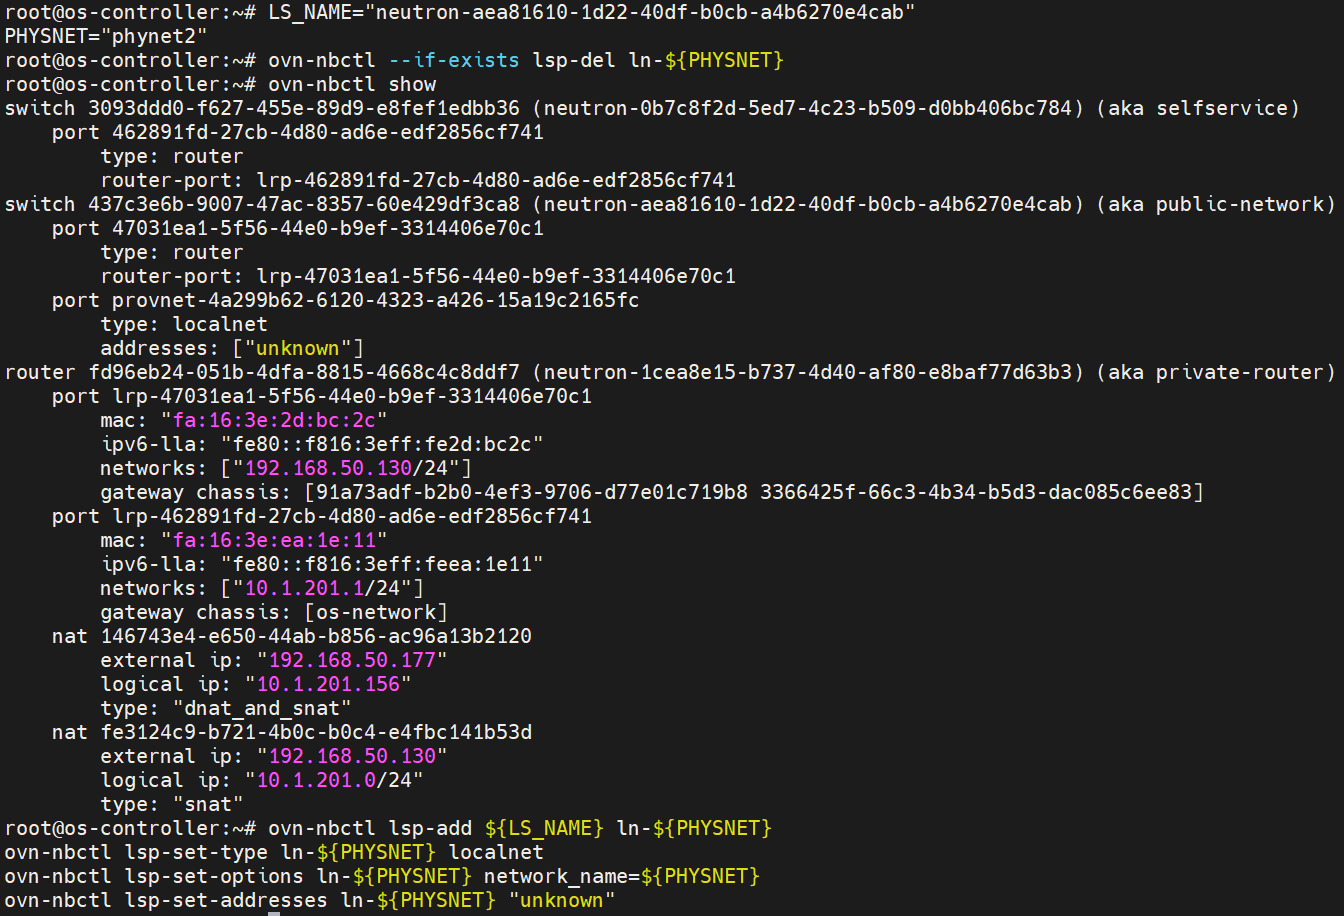 root@os-controller:~# LS_NAME="neutron-aea81610-1d22-40df-b0cb-a4b6270e4cab"
PHYSNET="phynet2"
root@os-controller:~# ovn-nbctl --if-exists lsp-del ln-${PHYSNET}
root@os-controller:~# ovn-nbctl show
switch 3093ddd0-f627-455e-89d9-e8fef1edbb36 (neutron-0b7c8f2d-5ed7-4c23-b509-d0bb406bc784) (aka selfservice)
    port 462891fd-27cb-4d80-ad6e-edf2856cf741
        type: router
        router-port: lrp-462891fd-27cb-4d80-ad6e-edf2856cf741
switch 437c3e6b-9007-47ac-8357-60e429df3ca8 (neutron-aea81610-1d22-40df-b0cb-a4b6270e4cab) (aka public-network)
    port 47031ea1-5f56-44e0-b9ef-3314406e70c1
        type: router
        router-port: lrp-47031ea1-5f56-44e0-b9ef-3314406e70c1
    port provnet-4a299b62-6120-4323-a426-15a19c2165fc
        type: localnet
        addresses: ["unknown"]
router fd96eb24-051b-4dfa-8815-4668c4c8ddf7 (neutron-1cea8e15-b737-4d40-af80-e8baf77d63b3) (aka private-router)
    port lrp-47031ea1-5f56-44e0-b9ef-3314406e70c1
        mac: "fa:16:3e:2d:bc:2c"
        ipv6-lla: "fe80::f816:3eff:fe2d:bc2c"
        networks: ["192.168.50.130/24"]
        gateway chassis: [91a73adf-b2b0-4ef3-9706-d77e01c719b8 3366425f-66c3-4b34-b5d3-dac085c6ee83]
    port lrp-462891fd-27cb-4d80-ad6e-edf2856cf741
        mac: "fa:16:3e:ea:1e:11"
        ipv6-lla: "fe80::f816:3eff:feea:1e11"
        networks: ["10.1.201.1/24"]
        gateway chassis: [os-network]
    nat 146743e4-e650-44ab-b856-ac96a13b2120
        external ip: "192.168.50.177"
        logical ip: "10.1.201.156"
        type: "dnat_and_snat"
    nat fe3124c9-b721-4b0c-b0c4-e4fbc141b53d
        external ip: "192.168.50.130"
        logical ip: "10.1.201.0/24"
        type: "snat"
root@os-controller:~# ovn-nbctl lsp-add ${LS_NAME} ln-${PHYSNET}
ovn-nbctl lsp-set-type ln-${PHYSNET} localnet
ovn-nbctl lsp-set-options ln-${PHYSNET} network_name=${PHYSNET}
ovn-nbctl lsp-set-addresses ln-${PHYSNET} "unknown"